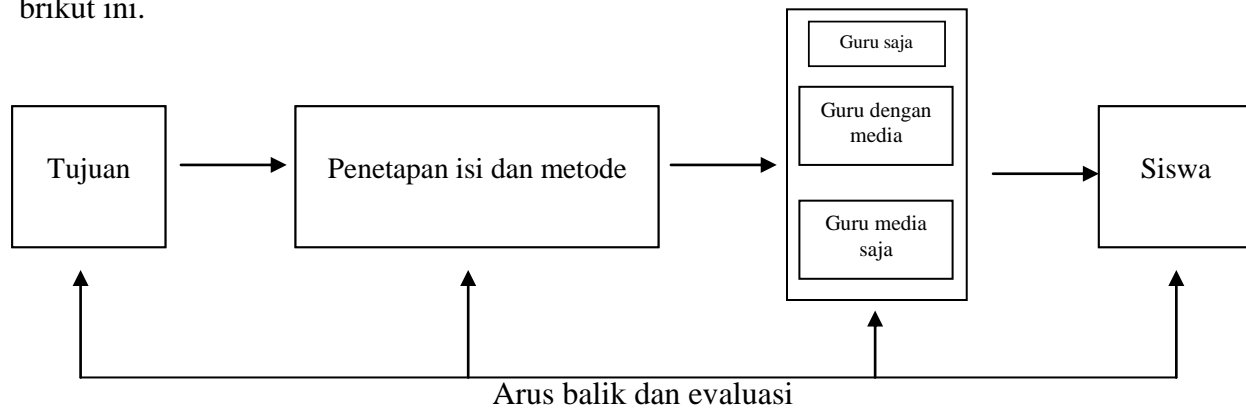 brikut ini.
Tujuan
Penetapan isi dan metode
Guru saja
Guru dengan
media
Guru media
saja
Siswa
Arus balik dan evaluasi